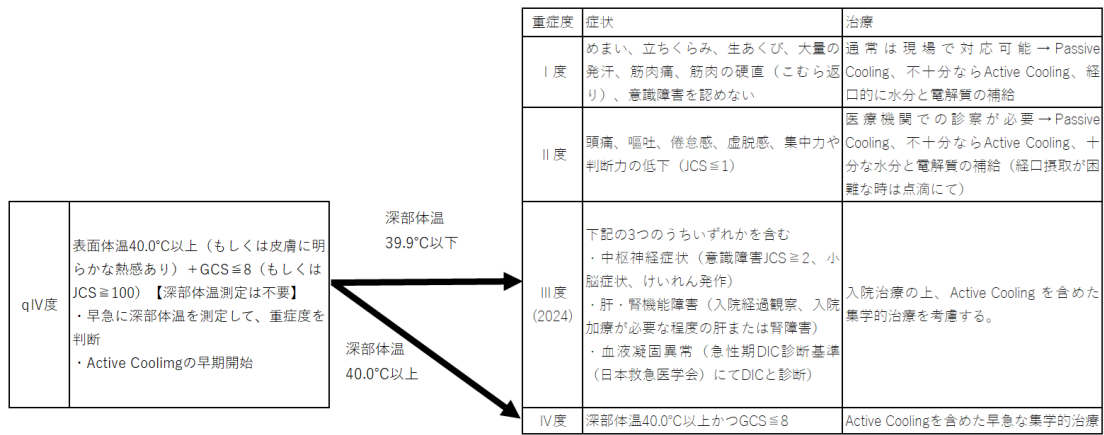 重症度 症状 治療
Ⅰ度
めまい、立ちくらみ、生あくび、大量の
発汗、筋肉痛、筋肉の硬直（こむら返
り）、意識障害を認めない
通常は現場で対応可能→Passive
Cooling、不十分ならActive Cooling、経
口的に水分と電解質の補給
Ⅱ度
頭痛、嘔吐、倦怠感、虚脱感、集中力や
判断力の低下（JCS≦1）
医療機関での診察が必要→Passive
Cooling、不十分ならActive Cooling、十
分な水分と電解質の補給（経口摂取が困
難な時は点滴にて）
qⅣ度
表面体温40.0℃以上（もしくは皮膚に明
らかな熱感あり）＋GCS≦8（もしくは
JCS≧100）【深部体温測定は不要】
・早急に深部体温を測定して、重症度を
判断
・Active Coolimgの早期開始
深部体温
39.9℃以下
深部体温
40.0℃以上
Ⅲ度
(2024)
下記の3つのうちいずれかを含む
・中枢神経症状（意識障害JCS≧2、小
脳症状、けいれん発作）
・肝・腎機能障害（入院経過観察、入院
加療が必要な程度の肝または腎障害）
・血液凝固異常（急性期DIC診断基準
（日本救急医学会）にてDICと診断）
入院治療の上、Active Cooling を含めた
集学的治療を考慮する。
Ⅳ度
深部体温40.0℃以上かつGCS≦8
Active Coolingを含めた早急な集学的治療